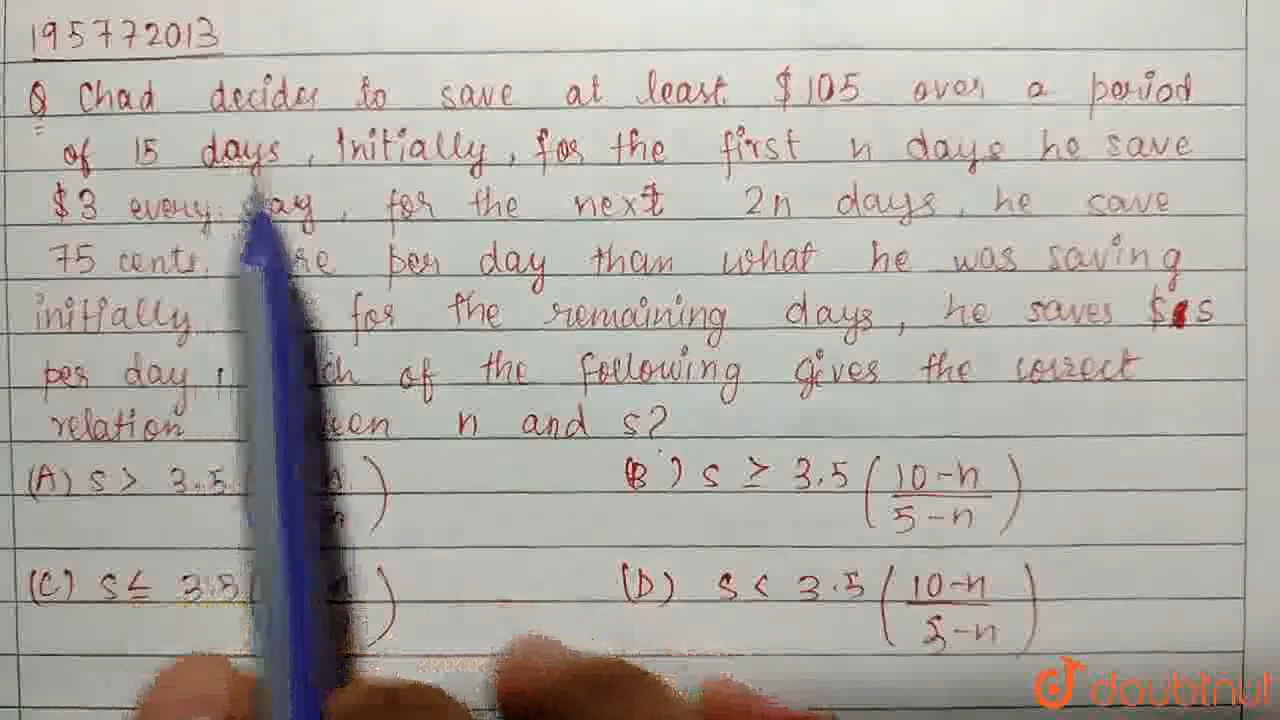 195772013
Q Chad decides to save at least $105 over a period
of 15 days, Initially, for the first n days he save
$3 every day, for the next 2n days, he save
75 cents. per day than what he was saving
initially for the remaining days, he saves $s
per day, of the following gives the correct
relation n and s?
(A) s > 3.5 ( ) (B) s ≥ 3.5 (10-n / 5-n)
(C) s ≤ 3.5 ( ) (D) s < 3.5 (10-n / 5-n)
doubtnut